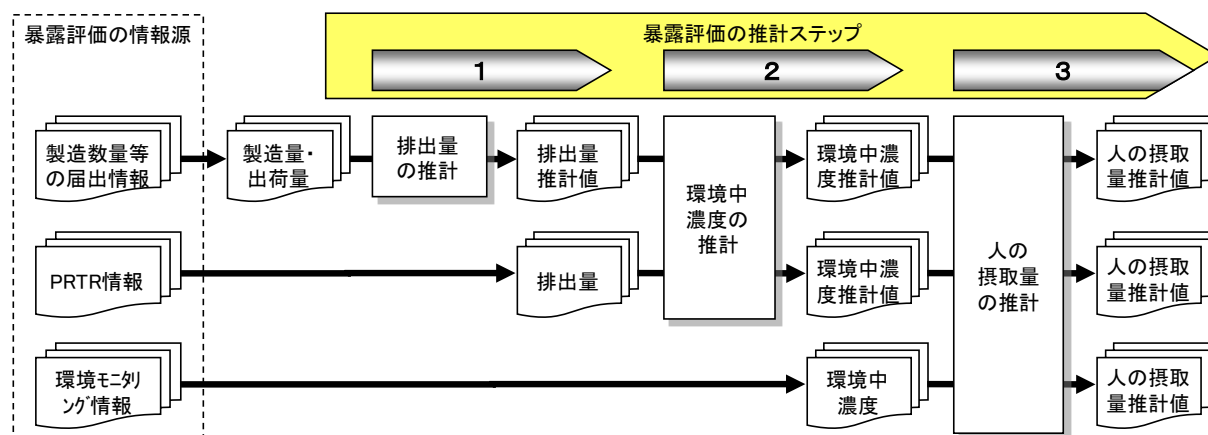 暴露評価の情報源
暴露評価の推計ステップ
1
2
3
製造数量等
の届出情報
製造量・
出荷量
排出量
の推計
排出量
推計値
環境中
濃度の
推計
環境中濃
度推計値
人の
摂取量
の推計
人の摂取
量推計値
PRTR情報
排出量
環境中濃
度推計値
人の摂取
量推計値
環境ﾓﾆﾀﾘ
ﾝｸﾞ情報
環境中
濃度
人の摂取
量推計値